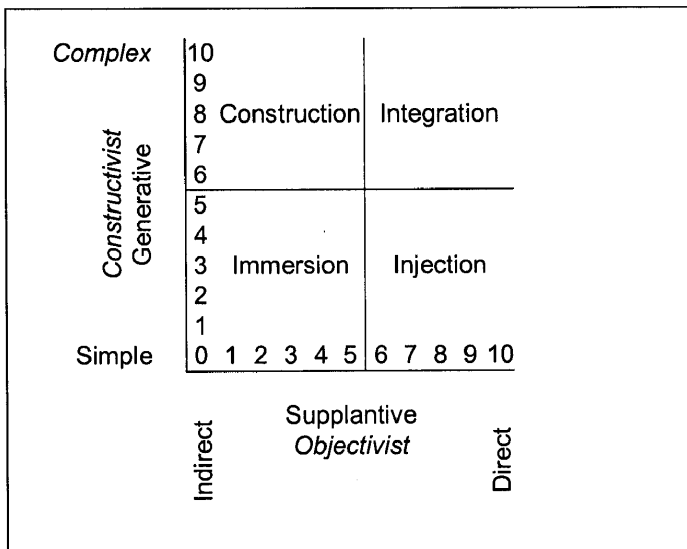 Complex 10
9
8 Construction Integration
7
6
Constructivist
Generative
5
4
3 Immersion Injection
2
1
Simple 0 1 2 3 4 5 6 7 8 9 10
Supplantive
Objectivist
Indirect
Direct